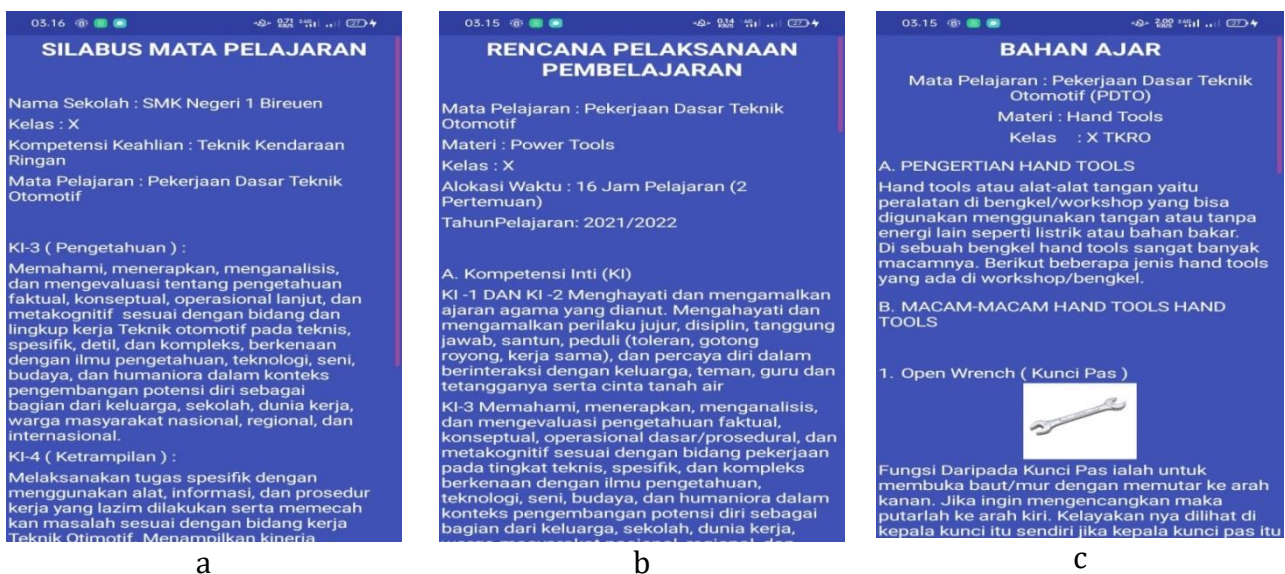 03.16
0.71
KB/S
27
SILABUS MATA PELAJARAN
Nama Sekolah : SMK Negeri 1 Bireuen
Kelas : X
Kompetensi Keahlian : Teknik Kendaraan
Ringan
Mata Pelajaran : Pekerjaan Dasar Teknik
Otomotif
KI-3 ( Pengetahuan ) :
Memahami, menerapkan, menganalisis,
dan mengevaluasi tentang pengetahuan
faktual, konseptual, operasional lanjut, dan
metakognitif sesuai dengan bidang dan
lingkup kerja Teknik otomotif pada teknis,
spesifik, detil, dan kompleks, berkenaan
dengan ilmu pengetahuan, teknologi, seni,
budaya, dan humaniora dalam konteks
pengembangan potensi diri sebagai
bagian dari keluarga, sekolah, dunia kerja,
warga masyarakat nasional, regional, dan
internasional.
KI-4 ( Ketrampilan ) :
Melaksanakan tugas spesifik dengan
menggunakan alat, informasi, dan prosedur
kerja yang lazim dilakukan serta memecah
kan masalah sesuai dengan bidang kerja
Teknik Otimotif. Menampilkan kinerja
a
03.15
0.14
KB/S
27
RENCANA PELAKSANAAN
PEMBELAJARAN
Mata Pelajaran : Pekerjaan Dasar Teknik
Otomotif
Materi : Power Tools
Kelas : X
Alokasi Waktu : 16 Jam Pelajaran (2
Pertemuan)
TahunPelajaran: 2021/2022
A. Kompetensi Inti (KI)
KI -1 DAN KI -2 Menghayati dan mengamalkan
ajaran agama yang dianut. Mengahayati dan
mengamalkan perilaku jujur, disiplin, tanggung
jawab, santun, peduli (toleran, gotong
royong, kerja sama), dan percaya diri dalam
berinteraksi dengan keluarga, teman, guru dan
tetangganya serta cinta tanah air
KI-3 Memahami, menerapkan, menganalisis,
dan mengevaluasi pengetahuan faktual,
konseptual, operasional dasar/prosedural, dan
metakognitif sesuai dengan bidang pekerjaan
pada tingkat teknis, spesifik, dan kompleks
berkenaan dengan ilmu pengetahuan,
teknologi, seni, budaya, dan humaniora dalam
konteks pengembangan potensi diri sebagai
bagian dari keluarga, sekolah, dunia kerja,
b
03.15
2.00
KB/S
27
BAHAN AJAR
Mata Pelajaran : Pekerjaan Dasar Teknik
Otomotif (PDTO)
Materi : Hand Tools
Kelas : X TKRO
A. PENGERTIAN HAND TOOLS
Hand tools atau alat-alat tangan yaitu
peralatan di bengkel/workshop yang bisa
digunakan menggunakan tangan atau tanpa
energi lain seperti listrik atau bahan bakar.
Di sebuah bengkel hand tools sangat banyak
macamnya. Berikut beberapa jenis hand tools
yang ada di workshop/bengkel.
B. MACAM-MACAM HAND TOOLS HAND
TOOLS
1. Open Wrench ( Kunci Pas )
Fungsi Daripada Kunci Pas ialah untuk
membuka baut/mur dengan memutar ke arah
kanan. Jika ingin mengencangkan maka
putarlah ke arah kiri. Kelayakan nya dilihat di
kepala kunci itu sendiri jika kepala kunci pas itu
c